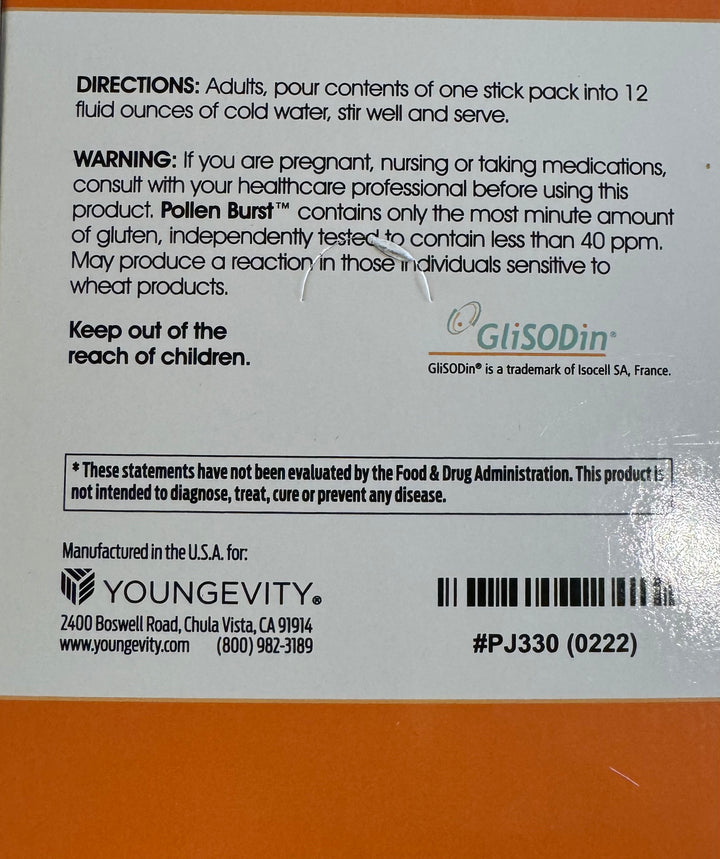 DIRECTIONS: Adults, pour contents of one stick pack into 12
fluid ounces of cold water, stir well and serve.
WARNING: If you are pregnant, nursing or taking medications,
consult with your healthcare professional before using this
product. Pollen Burst™ contains only the most minute amount
of gluten, independently tested to contain less than 40 ppm.
May produce a reaction in those individuals sensitive to
wheat products.
Keep out of the
reach of children.
GliSODin®
GliSODin® is a trademark of Isocell SA, France.
* These statements have not been evaluated by the Food & Drug Administration. This product is
not intended to diagnose, treat, cure or prevent any disease.
Manufactured in the U.S.A. for:
YOUNGEVITY®
2400 Boswell Road, Chula Vista, CA 91914
www.youngevity.com (800) 982-3189
#PJ330 (0222)